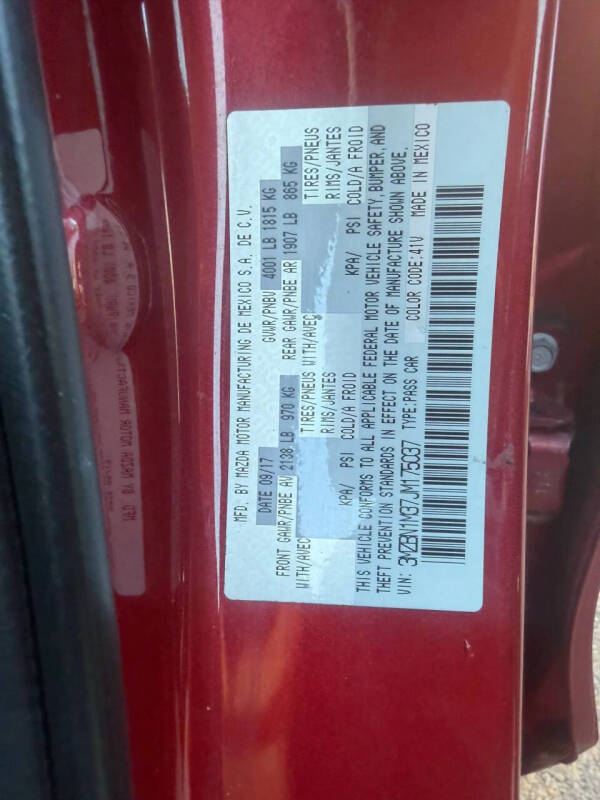 MFD. BY MAZDA MOTOR MANUFACTURING DE MEXICO S.A. DE C.V.
DATE 09/17 GVWR/PNBV 4001 LB 1815 KG
FRONT GAWR/PNBE AV 2138 LB 970 KG REAR GAWR/PNBE AR 1907 LB 865 KG
WITH/AVEC TIRES/PNEUS WITH/AVEC TIRES/PNEUS
RIMS/JANTES RIMS/JANTES
KPA/ PSI COLD/A FROID KPA/ PSI COLD/A FROID
THIS VEHICLE CONFORMS TO ALL APPLICABLE FEDERAL MOTOR VEHICLE SAFETY, BUMPER, AND
THEFT PREVENTION STANDARDS IN EFFECT ON THE DATE OF MANUFACTURE SHOWN ABOVE.
VIN: 3MZBN1M37JM175037 TYPE:PASS CAR COLOR CODE:41V MADE IN MEXICO